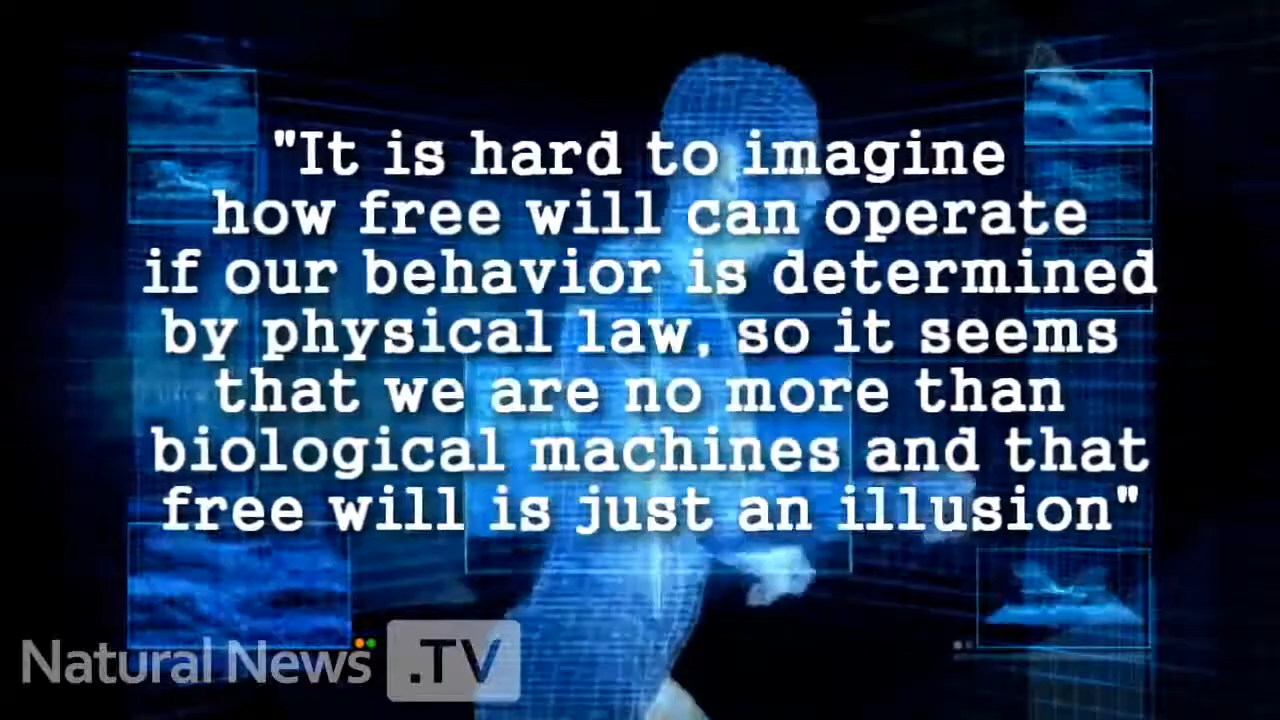 "It is hard to imagine
how free will can operate
if our behavior is determined
by physical law, so it seems
that we are no more than
biological machines and that
free will is just an illusion"
Natural News .TV